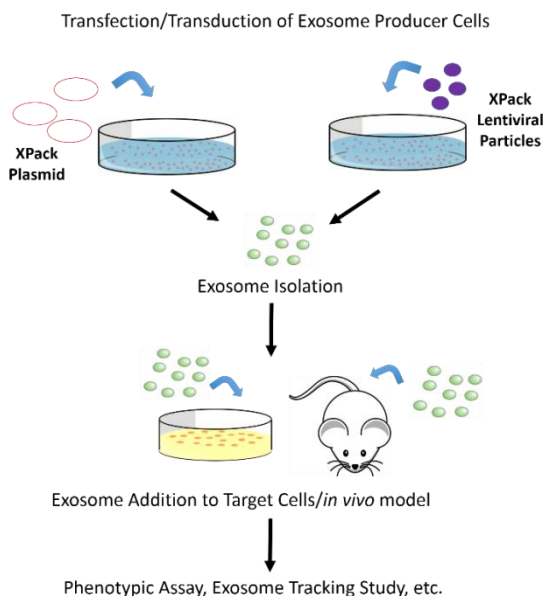 Transfection/Transduction of Exosome Producer Cells
XPack
Plasmid
XPack
Lentiviral
Particles
Exosome Isolation
Exosome Addition to Target Cells/in vivo model
Phenotypic Assay, Exosome Tracking Study, etc.